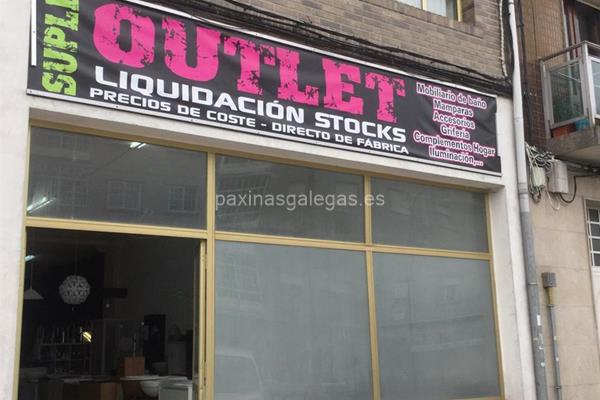 SUPLI
OUTLET
LIQUIDACIÓN STOCKS
PRECIOS DE COSTE - DIRECTO DE FÁBRICA
Mobiliario de baño
Mamparas
Accesorios
Grifería
Complementos Hogar
Iluminación,...
paxinasgalegas.es